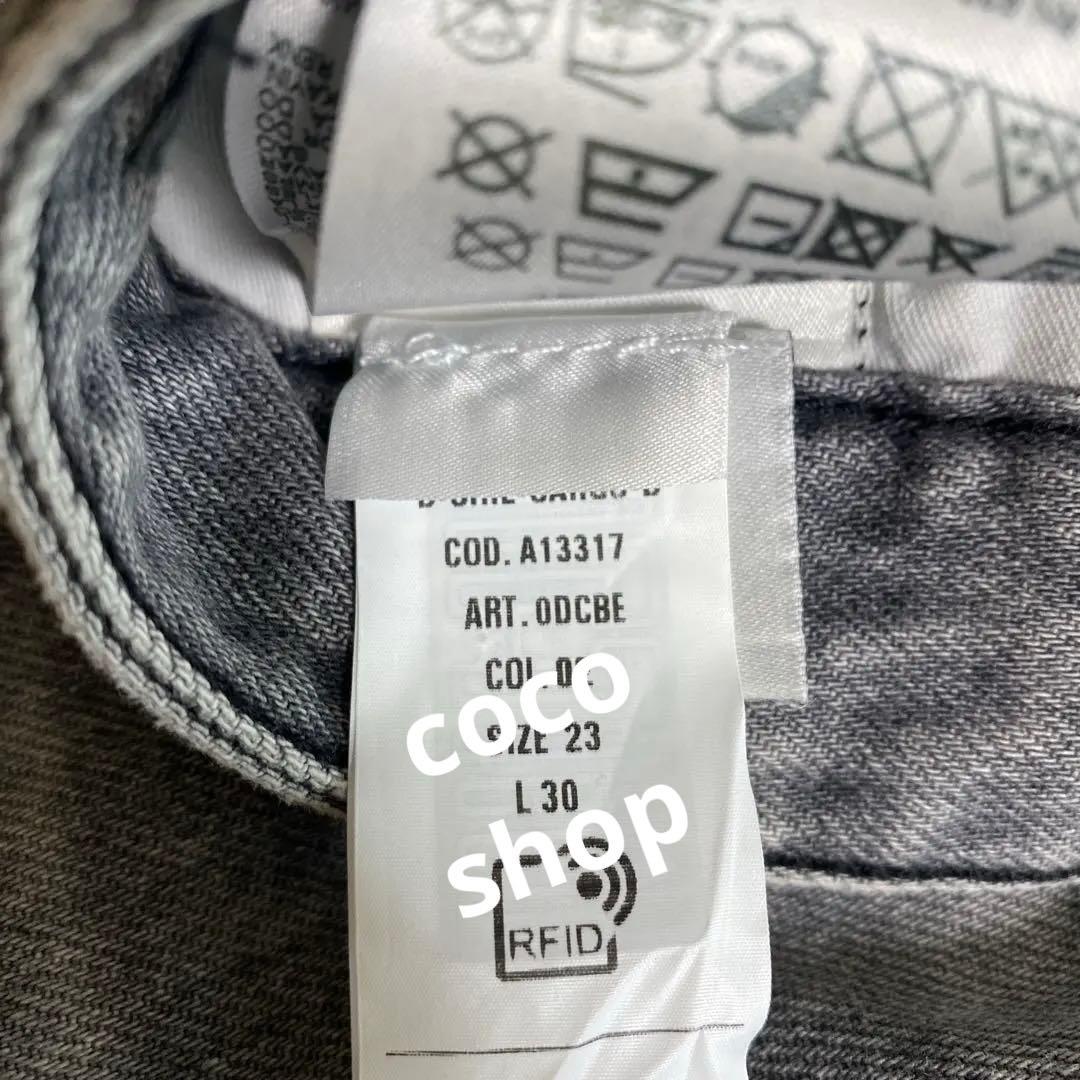 COD. A13317
ART. 0DCBE
COL.
SIZE 23
L 30
RFID
coco
shop